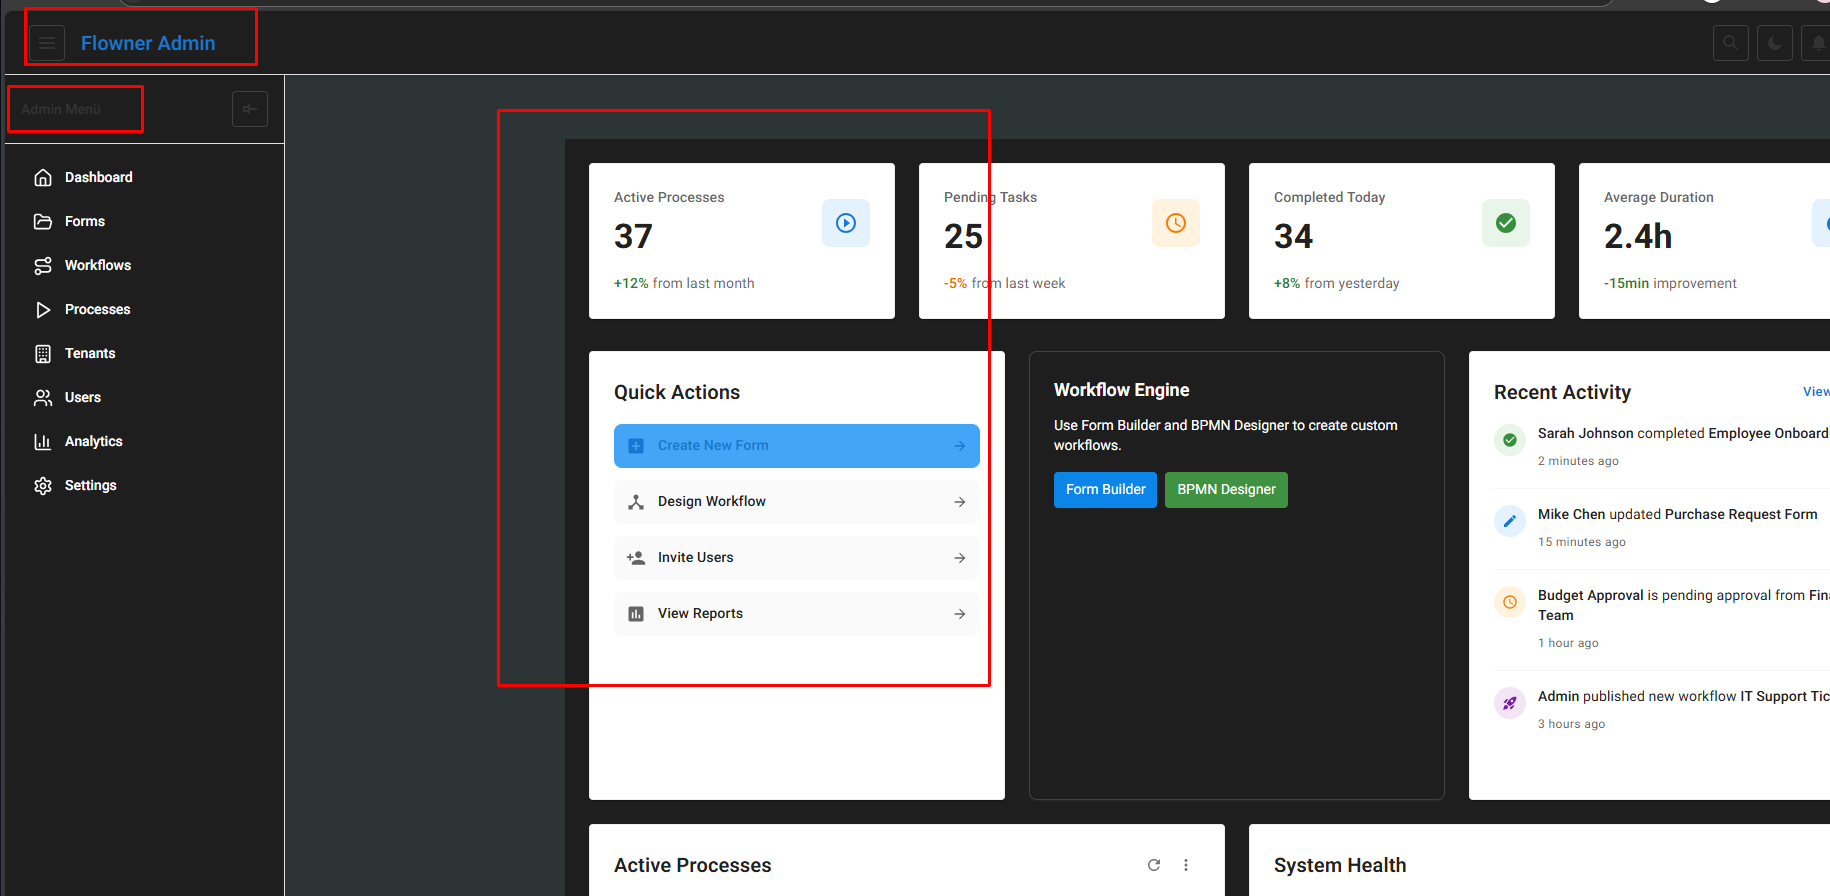 Flowner Admin
Admin Menü
Dashboard
Forms
Workflows
Processes
Tenants
Users
Analytics
Settings
Active Processes
37
+12% from last month
Pending Tasks
25
-5% from last week
Completed Today
34
+8% from yesterday
Average Duration
2.4h
-15min improvement
Quick Actions
Create New Form
Design Workflow
Invite Users
View Reports
Workflow Engine
Use Form Builder and BPMN Designer to create custom
workflows.
Form Builder
BPMN Designer
Recent Activity
View
Sarah Johnson completed Employee Onboard
2 minutes ago
Mike Chen updated Purchase Request Form
15 minutes ago
Budget Approval is pending approval from Fin
Team
1 hour ago
Admin published new workflow IT Support Tic
3 hours ago
Active Processes
System Health